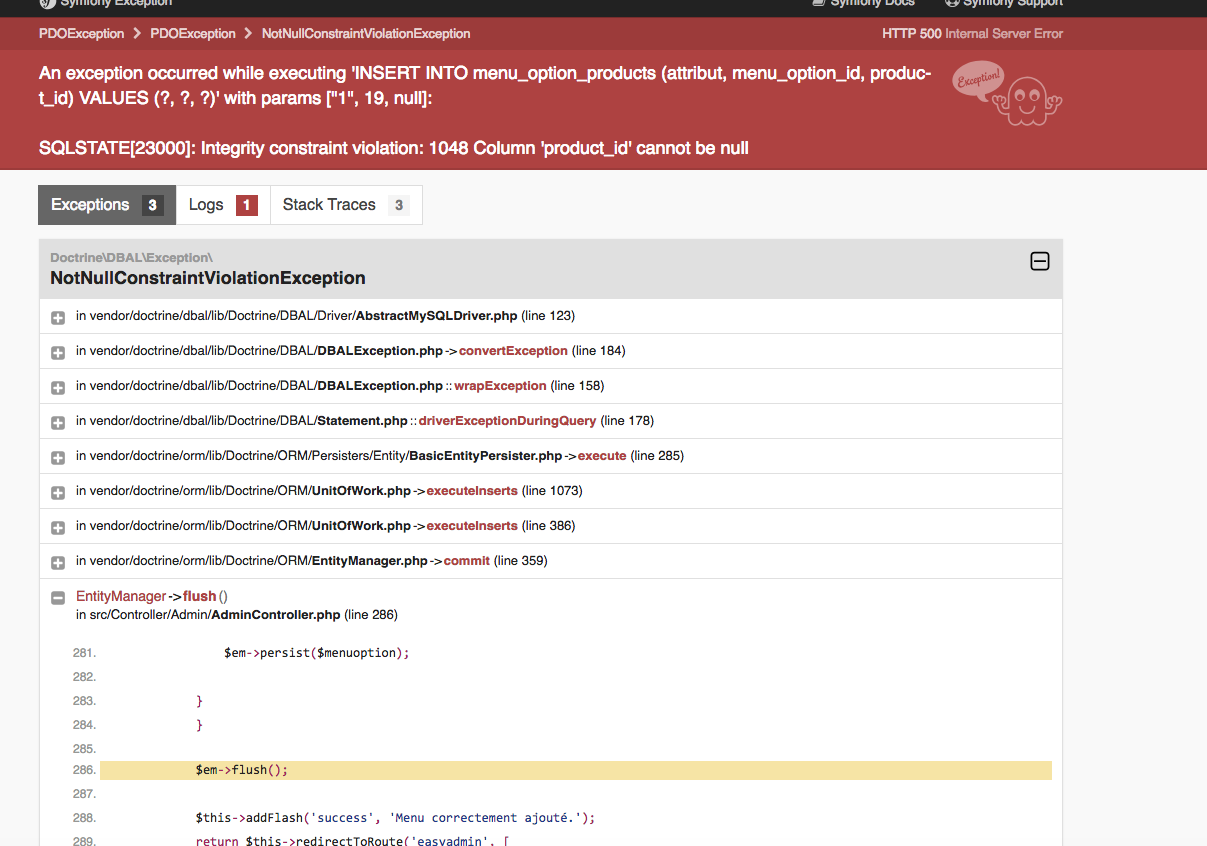 Symfony Exception
Symfony Docs
Symfony Support
PDOException > PDOException > NotNullConstraintViolationException
HTTP 500 Internal Server Error
An exception occurred while executing 'INSERT INTO menu_option_products (attribut, menu_option_id, produc-
t_id) VALUES (?, ?, ?)' with params ["1", 19, null]:
Exception!
SQLSTATE[23000]: Integrity constraint violation: 1048 Column 'product_id' cannot be null
Exceptions 3
Logs 1
Stack Traces 3
Doctrine\DBAL\Exception\
NotNullConstraintViolationException
in vendor/doctrine/dbal/lib/Doctrine/DBAL/Driver/AbstractMySQLDriver.php (line 123)
in vendor/doctrine/dbal/lib/Doctrine/DBAL/DBALException.php->convertException (line 184)
in vendor/doctrine/dbal/lib/Doctrine/DBAL/DBALException.php::wrapException (line 158)
in vendor/doctrine/dbal/lib/Doctrine/DBAL/Statement.php::driverExceptionDuringQuery (line 178)
in vendor/doctrine/orm/lib/Doctrine/ORM/Persisters/Entity/BasicEntityPersister.php->execute (line 285)
in vendor/doctrine/orm/lib/Doctrine/ORM/UnitOfWork.php->executeInserts (line 1073)
in vendor/doctrine/orm/lib/Doctrine/ORM/UnitOfWork.php->executeInserts (line 386)
in vendor/doctrine/orm/lib/Doctrine/ORM/EntityManager.php->commit (line 359)
EntityManager->flush()
in src/Controller/Admin/AdminController.php (line 286)
281. $em->persist($menuoption);
282.
283. }
284. }
285.
286. $em->flush();
287.
288. $this->addFlash('success', 'Menu correctement ajouté.');
289. return $this->redirectToRoute('easyadmin', [